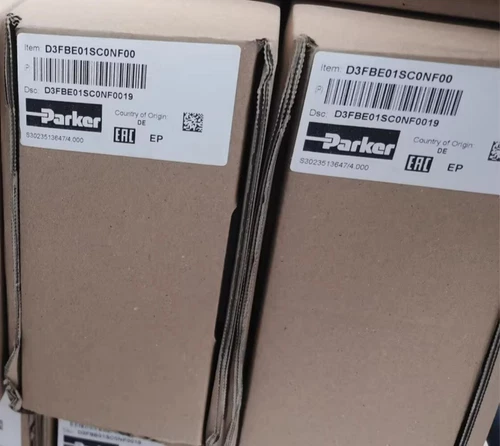 Item: D3FBE01SC0NF00
P
Dsc: D3FBE01SC0NF0019
Parker
Country of Origin:
DE
EAC
EP
S3023513647/4.000
Item: D3FBE01SC0NF00
(P)
Dsc: D3FBE01SC0NF0019
Parker
Country of Origin:
DE
EAC
EP
S3023513647/4.000
D3FBE01SC0NF0019